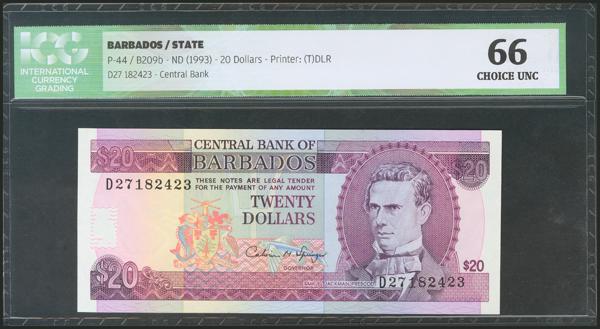 ICG
INTERNATIONAL
CURRENCY
GRADING
BARBADOS / STATE
P-44 / B209b - ND (1993) - 20 Dollars - Printer: (T)DLR
D27 182423 - Central Bank
66
CHOICE UNC
CENTRAL BANK OF
BARBADOS
$20
$20
THESE NOTES ARE LEGAL TENDER
FOR THE PAYMENT OF ANY AMOUNT
D27182423
TWENTY
DOLLARS
Calvin M. Springer
GOVERNOR
$20
$20
D27182423
SAMUEL JACKMAN PRESCOD